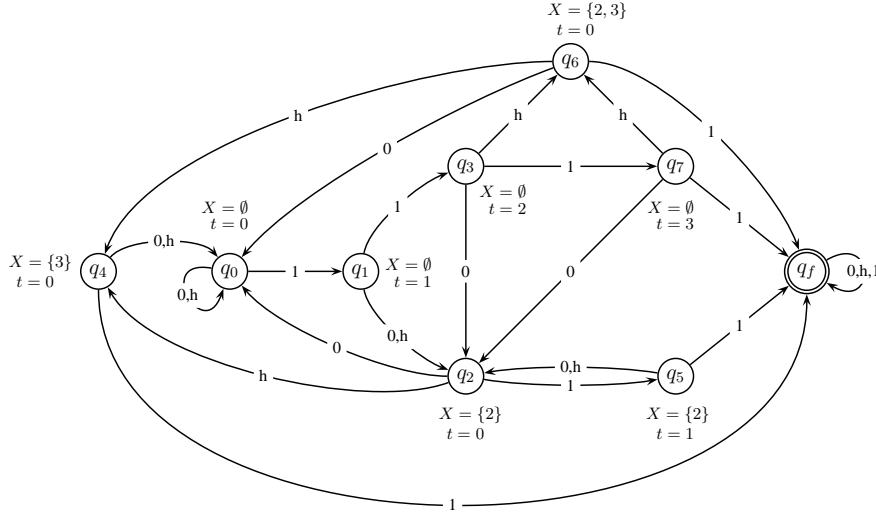 X = {2, 3}
t = 0
q6
h
1
0
h
h
q3
1
q7
X = ∅
t = 2
X = ∅
t = 3
X = ∅
t = 0
1
1
0,h
X = {3}
t = 0
q4
q0
1
q1
X = ∅
t = 1
0
0
qf
0,h,1
0,h
0,h
1
0
h
q2
0,h
1
q5
X = {2}
t = 0
X = {2}
t = 1
1